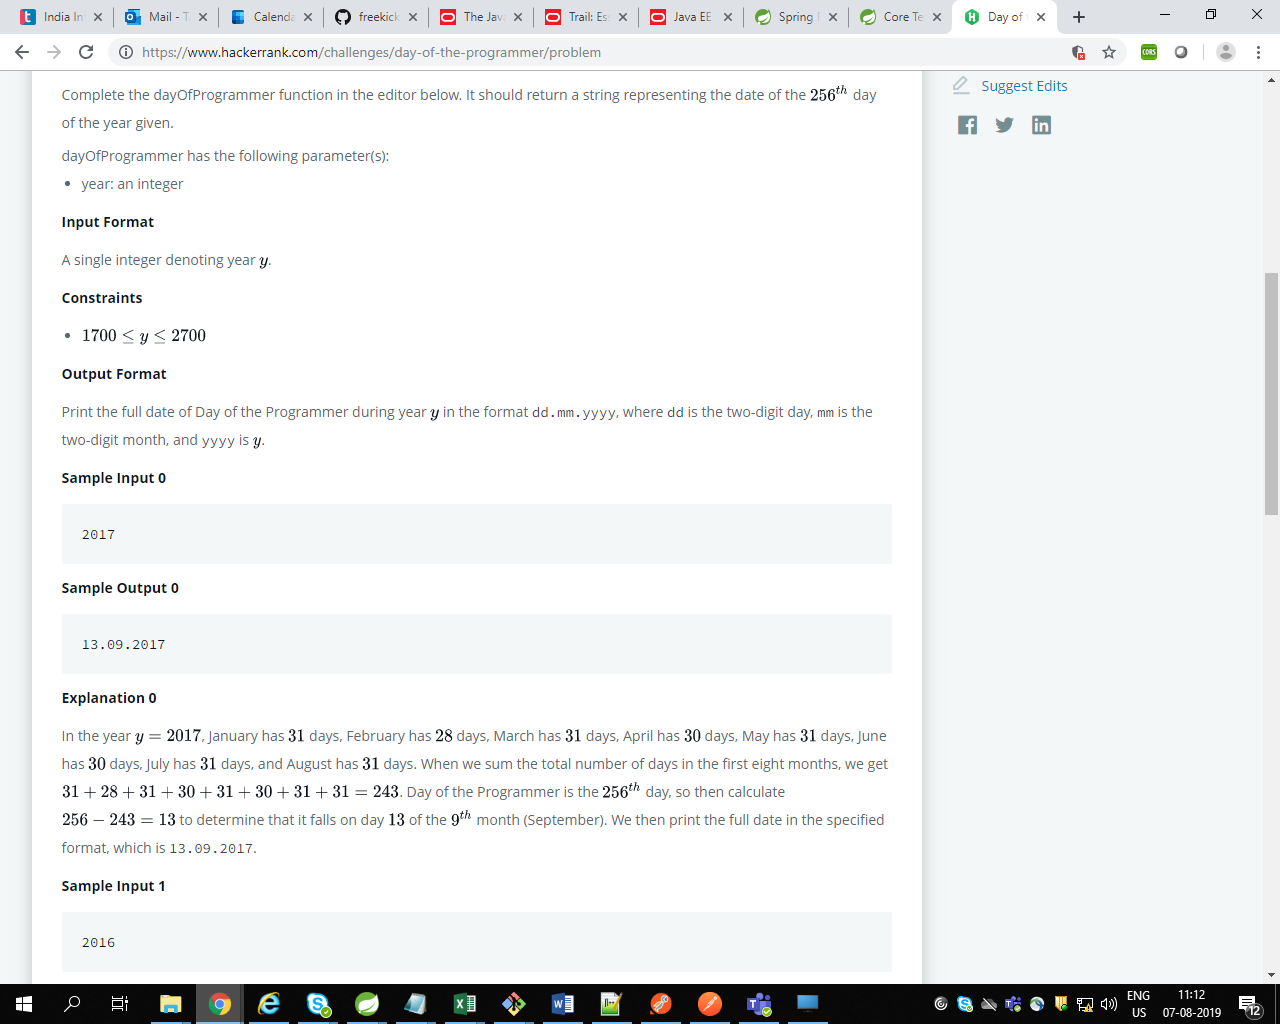 India In
Mail - T
Calenda
freekick
The Java
Trail: Ess
Java EE
Spring
Core Te
Day of
https://www.hackerrank.com/challenges/day-of-the-programmer/problem
CORS
Complete the dayOfProgrammer function in the editor below. It should return a string representing the date of the 256th day
of the year given.
dayOfProgrammer has the following parameter(s):
• year: an integer
Input Format
A single integer denoting year y.
Constraints
• 1700 ≤ y ≤ 2700
Output Format
Print the full date of Day of the Programmer during year y in the format dd.mm.yyyy, where dd is the two-digit day, mm is the
two-digit month, and yyyy is y.
Sample Input 0
2017
Sample Output 0
13.09.2017
Explanation 0
In the year y = 2017, January has 31 days, February has 28 days, March has 31 days, April has 30 days, May has 31 days, June
has 30 days, July has 31 days, and August has 31 days. When we sum the total number of days in the first eight months, we get
31 + 28 + 31 + 30 + 31 + 30 + 31 + 31 = 243. Day of the Programmer is the 256th day, so then calculate
256 − 243 = 13 to determine that it falls on day 13 of the 9th month (September). We then print the full date in the specified
format, which is 13.09.2017.
Sample Input 1
2016
Suggest Edits
ENG
US
11:12
07-08-2019
12